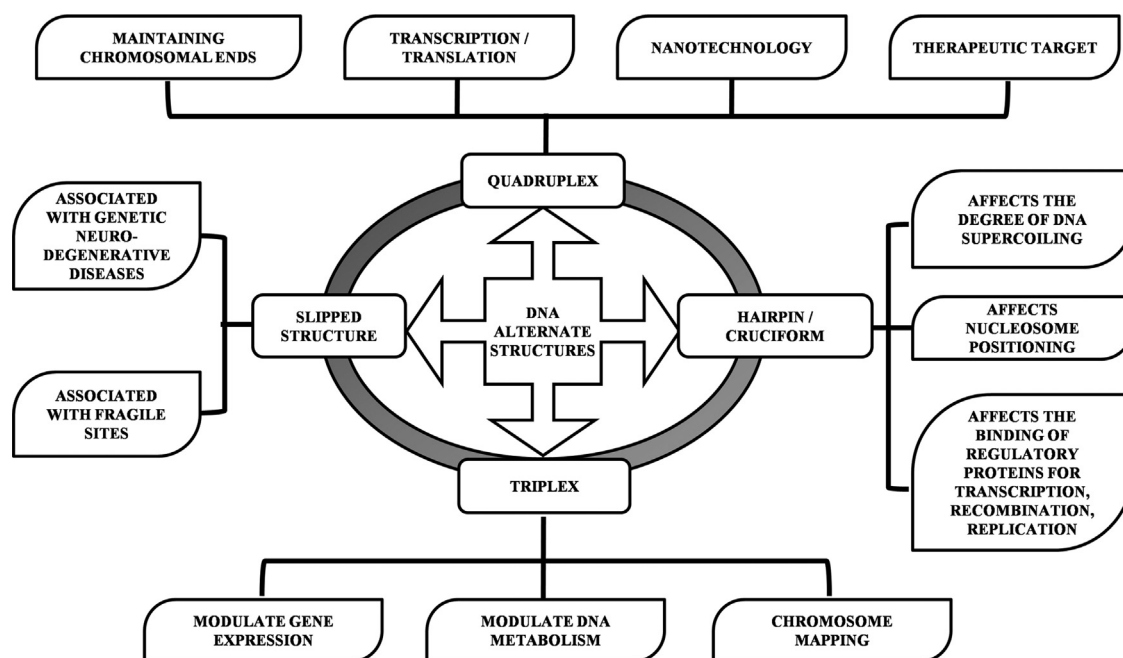 MAINTAINING
CHROMOSOMAL ENDS
TRANSCRIPTION /
TRANSLATION
NANOTECHNOLOGY
THERAPEUTIC TARGET
QUADRUPLEX
ASSOCIATED
WITH GENETIC
NEURO-
DEGENERATIVE
DISEASES
AFFECTS THE
DEGREE OF DNA
SUPERCOILING
SLIPPED
STRUCTURE
DNA
ALTERNATE
STRUCTURES
HAIRPIN /
CRUCIFORM
AFFECTS
NUCLEOSOME
POSITIONING
ASSOCIATED
WITH FRAGILE
SITES
AFFECTS THE
BINDING OF
REGULATORY
PROTEINS FOR
TRANSCRIPTION,
RECOMBINATION,
REPLICATION
TRIPLEX
MODULATE GENE
EXPRESSION
MODULATE DNA
METABOLISM
CHROMOSOME
MAPPING